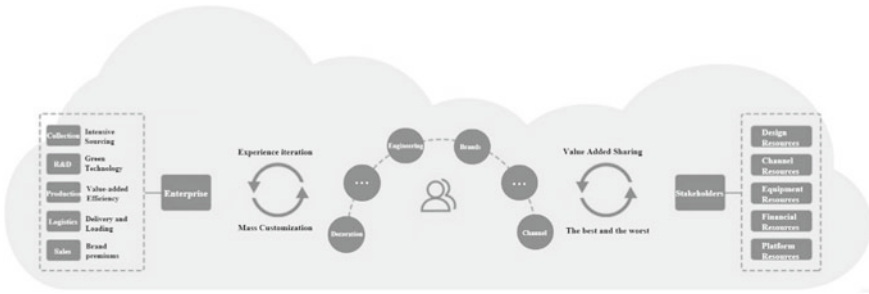 Collection
Intensive
Sourcing
R&D
Green
Technology
Production
Value-added
Efficiency
Logistics
Delivery and
Loading
Sales
Brand
premiums
Enterprise
Experience iteration
Mass Customization
Decoration
...
Engineering
Brands
...
Channel
Value Added Sharing
The best and the worst
Stakeholders
Design
Resources
Channel
Resources
Equipment
Resources
Financial
Resources
Platform
Resources